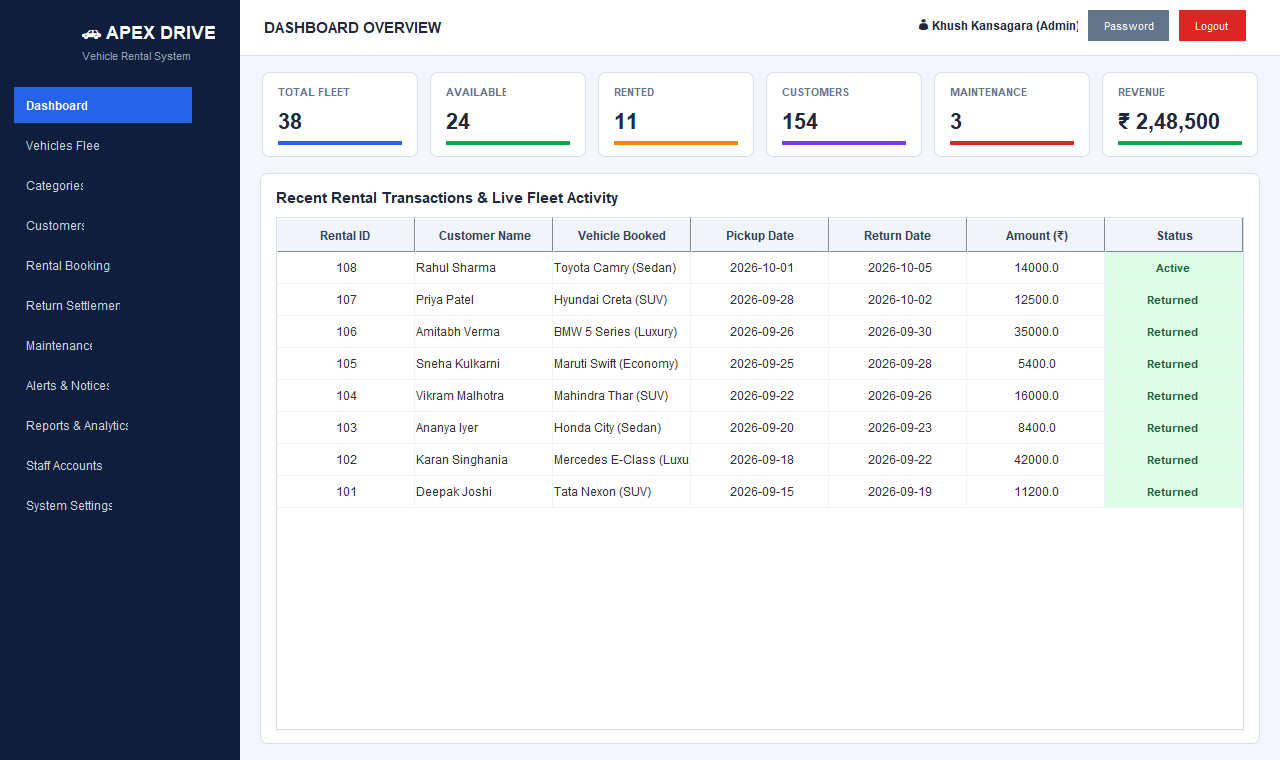 APEX DRIVE
Vehicle Rental System
Dashboard
Vehicles Flee
Categories
Customers
Rental Booking
Return Settlemen
Maintenance
Alerts & Notices
Reports & Analytics
Staff Accounts
System Settings
DASHBOARD OVERVIEW
Khush Kansagara (Admin)
Password
Logout
TOTAL FLEET
38
AVAILABLE
24
RENTED
11
CUSTOMERS
154
MAINTENANCE
3
REVENUE
₹ 2,48,500
Recent Rental Transactions & Live Fleet Activity
Rental ID Customer Name Vehicle Booked Pickup Date Return Date Amount (₹) Status
108 Rahul Sharma Toyota Camry (Sedan) 2026-10-01 2026-10-05 14000.0 Active
107 Priya Patel Hyundai Creta (SUV) 2026-09-28 2026-10-02 12500.0 Returned
106 Amitabh Verma BMW 5 Series (Luxury) 2026-09-26 2026-09-30 35000.0 Returned
105 Sneha Kulkarni Maruti Swift (Economy) 2026-09-25 2026-09-28 5400.0 Returned
104 Vikram Malhotra Mahindra Thar (SUV) 2026-09-22 2026-09-26 16000.0 Returned
103 Ananya Iyer Honda City (Sedan) 2026-09-20 2026-09-23 8400.0 Returned
102 Karan Singhania Mercedes E-Class (Luxu 2026-09-18 2026-09-22 42000.0 Returned
101 Deepak Joshi Tata Nexon (SUV) 2026-09-15 2026-09-19 11200.0 Returned